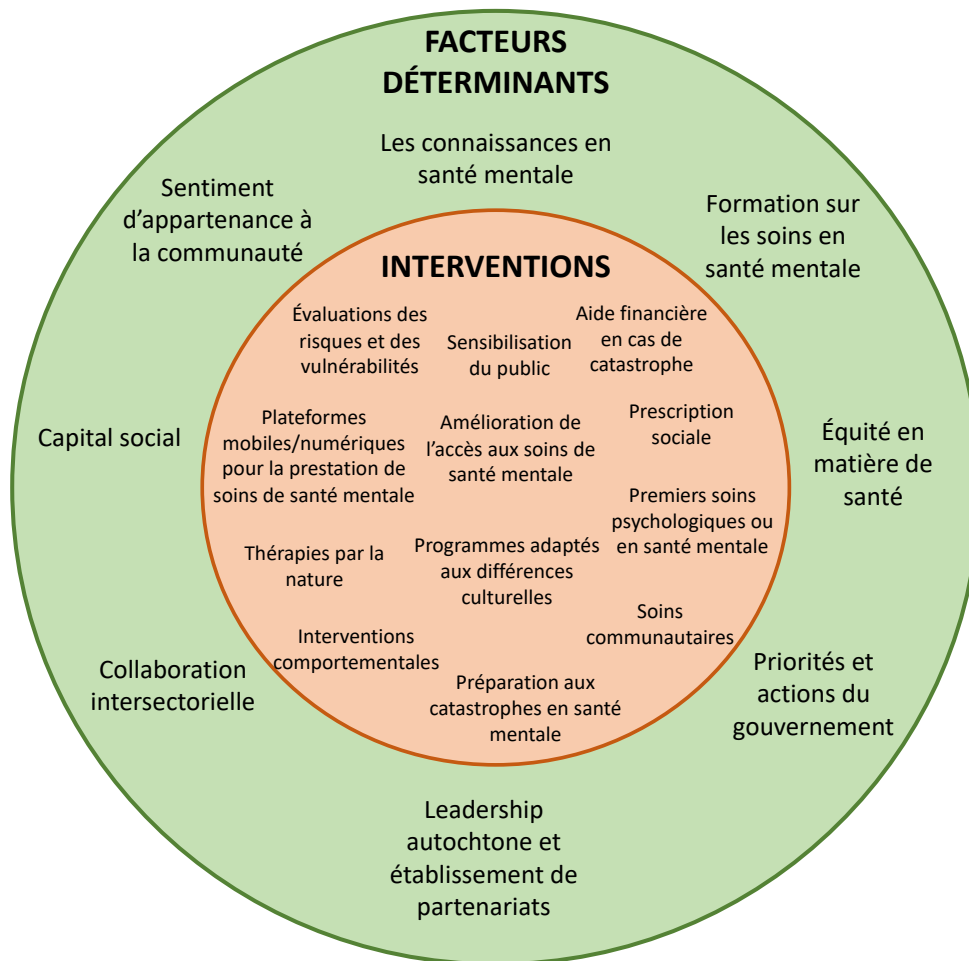 FACTEURS
DÉTERMINANTS
Les connaissances en
santé mentale
Sentiment
d’appartenance à
la communauté
Formation sur
les soins en
santé mentale
Capital social
Équité en
matière de
santé
Collaboration
intersectorielle
Priorités et
actions du
gouvernement
Leadership
autochtone et
établissement de
partenariats
INTERVENTIONS
Évaluations des
risques et des
vulnérabilités
Sensibilisation
du public
Aide financière
en cas de
catastrophe
Plateformes
mobiles/numériques
pour la prestation de
soins de santé mentale
Amélioration de
l’accès aux soins de
santé mentale
Prescription
sociale
Thérapies par la
nature
Programmes adaptés
aux différences
culturelles
Premiers soins
psychologiques ou
en santé mentale
Interventions
comportementales
Soins
communautaires
Préparation aux
catastrophes en santé
mentale